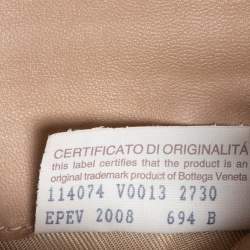 CERTIFICATO DI ORIGINALITÁ
this label certifies that the product is an
original trademark product of Bottega Veneta
114074 V0013 2730
EPEV 2008 694 B